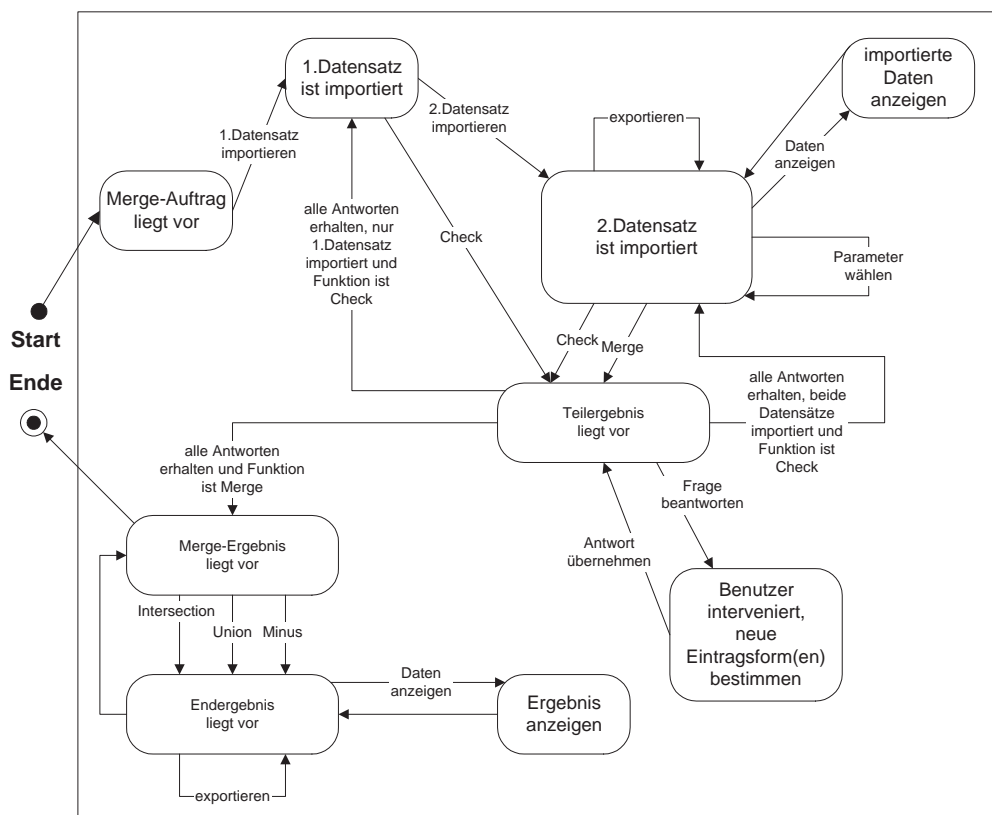 1.Datensatz
ist importiert
importierte
Daten
anzeigen
1.Datensatz
importieren
2.Datensatz
importieren
exportieren
Daten
anzeigen
Merge-Auftrag
liegt vor
alle Antworten
erhalten, nur
1.Datensatz
importiert und
Funktion ist
Check
Check
2.Datensatz
ist importiert
Parameter
wählen
Start
Ende
Check
Merge
Teilergebnis
liegt vor
alle Antworten
erhalten, beide
Datensätze
importiert und
Funktion ist
Check
alle Antworten
erhalten und Funktion
ist Merge
Frage
beantworten
Antwort
übernehmen
Merge-Ergebnis
liegt vor
Benutzer
interveniert,
neue
Eintragsform(en)
bestimmen
Intersection
Union
Minus
Daten
anzeigen
Endergebnis
liegt vor
Ergebnis
anzeigen
exportieren